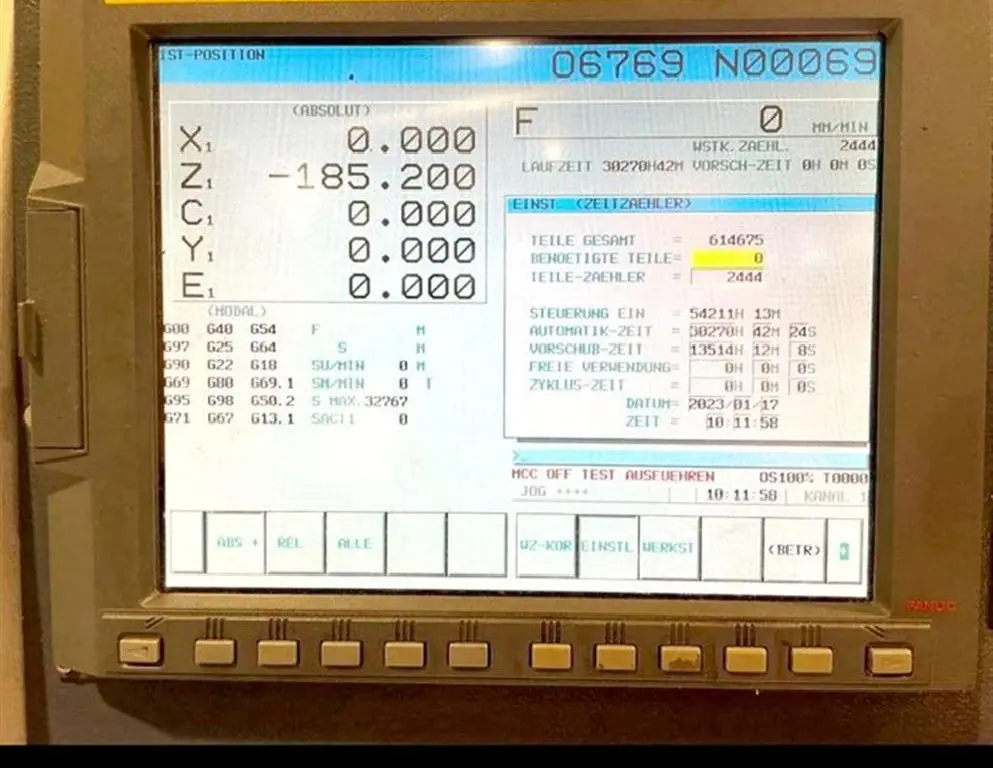 IST-POSITION
O6769 N00069
(ABSOLUT)
X1 0.000
Z1 -185.200
C1 0.000
Y1 0.000
E1 0.000
(MODAL)
G00 G40 G54 F M
G97 G25 G64 S M
G90 G22 G18 SU/MIN 0 M
G69 G80 G69.1 SM/MIN 0 T
G95 G98 G50.2 S MAX.32767
G71 G67 G13.1 SACT1 0
F 0 MM/MIN
WSTK.ZAEHL. 2444
LAUFZEIT 30270H42M VORSCH-ZEIT 0H 0M 0S
EINST. (ZEITZAEHLER)
TEILE GESAMT = 614675
BENOETIGTE TEILE= 0
TEILE-ZAEHLER = 2444
STEUERUNG EIN = 54211H 13M
AUTOMATIK-ZEIT = 30270H 42M 24S
VORSCHUB-ZEIT = 13514H 12M 8S
FREIE VERWENDUNG= 0H 0M 0S
ZYKLUS-ZEIT = 0H 0M 0S
DATUM= 2023/01/17
ZEIT = 10:11:58
>_
MCC OFF TEST AUSFUEHREN OS100% T0000
JOG **** 10:11:58 KANAL 1
ABS + REL ALLE WZ-KOR EINSTL WERKST (BETR) +
FANUC